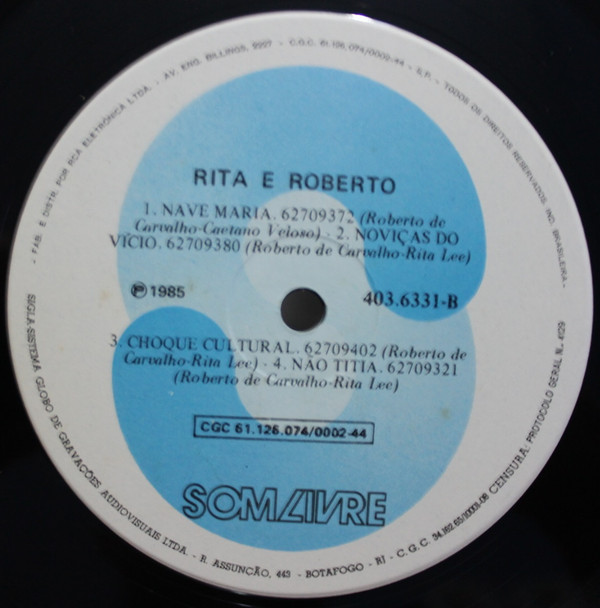 RITA E ROBERTO
1. NAVE MARIA. 62709372 (Roberto de
Carvalho-Caetano Veloso) - 2. NOVIÇAS DO
VÍCIO. 62709380 (Roberto de Carvalho-Rita Lee)
Ⓟ 1985
403.6331-B
3. CHOQUE CULTURAL. 62709402 (Roberto de
Carvalho-Rita Lee) - 4. NÃO TITIA. 62709321
(Roberto de Carvalho-Rita Lee)
CGC 61.126.074/0002-44
SOM LIVRE
- FAB. E DISTR. POR RCA ELETRÔNICA LTDA. - AV. ENG. BILLINGS, 2227 - C.G.C. 61.126.074/0002-44 - S.P. - TODOS OS DIREITOS RESERVADOS. IND. BRASILEIRA -
SIGLA-SISTEMA GLOBO DE GRAVAÇÕES AUDIOVISUAIS LTDA. - R. ASSUNÇÃO, 443 - BOTAFOGO - RJ - C.G.C. CENSURA: PROTOCOLO GERAL N.º 4129